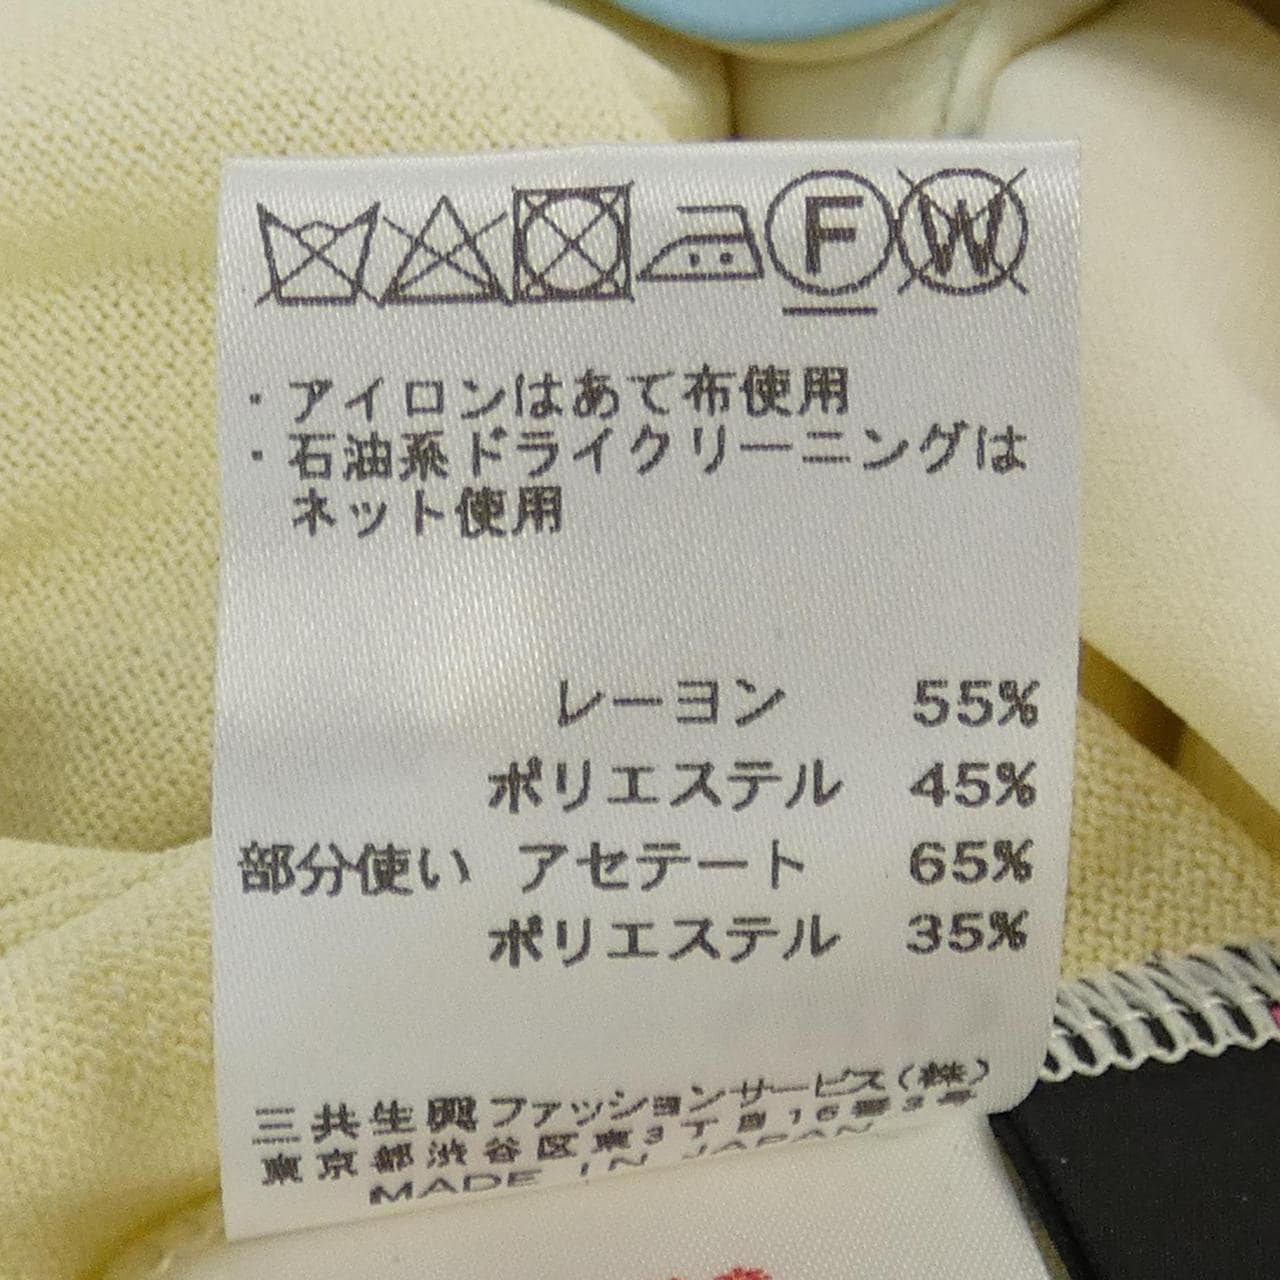 F W
・アイロンはあて布使用
・石油系ドライクリーニングは
ネット使用
レーヨン 55%
ポリエステル 45%
部分使い アセテート 65%
ポリエステル 35%
三共生興ファッションサービス(株)
東京都渋谷区東3丁目16番3号
MADE IN JAPAN